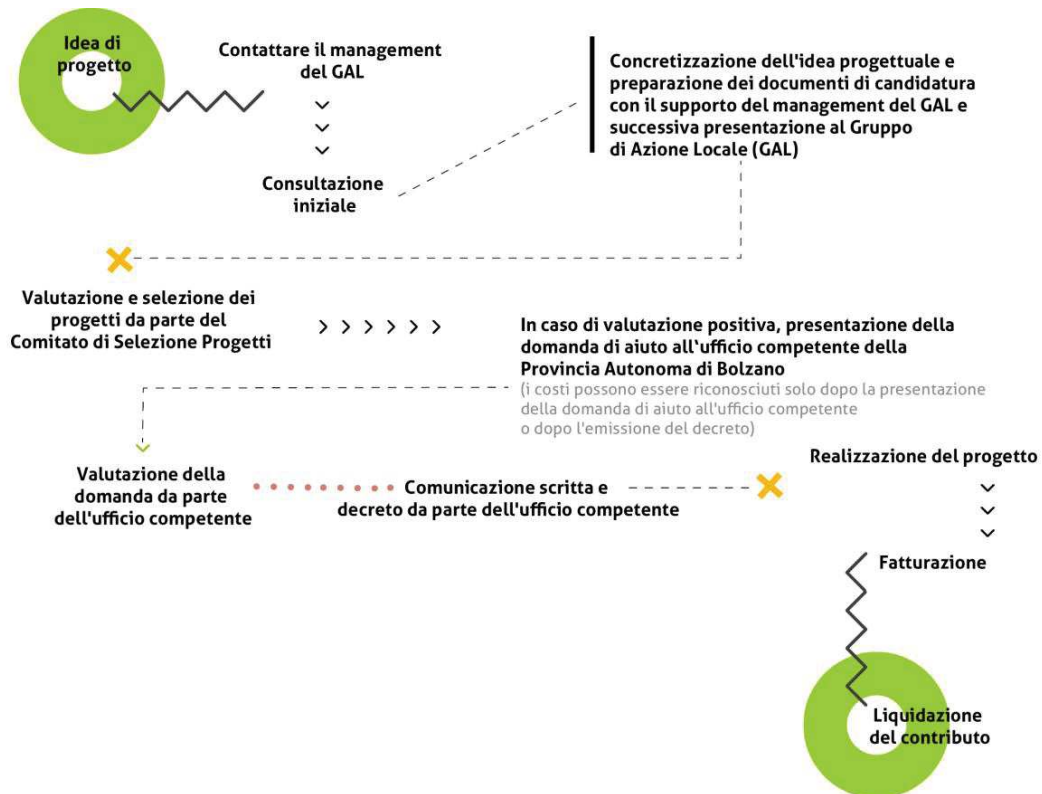 Idea di
progetto
Contattare il management
del GAL
Consultazione
iniziale
Concretizzazione dell'idea progettuale e
preparazione dei documenti di candidatura
con il supporto del management del GAL e
successiva presentazione al Gruppo
di Azione Locale (GAL)
Valutazione e selezione dei
progetti da parte del
Comitato di Selezione Progetti
In caso di valutazione positiva, presentazione della
domanda di aiuto all‘ufficio competente della
Provincia Autonoma di Bolzano
(i costi possono essere riconosciuti solo dopo la presentazione
della domanda di aiuto all'ufficio competente
o dopo l'emissione del decreto)
Valutazione della
domanda da parte
dell'ufficio competente
Comunicazione scritta e
decreto da parte dell'ufficio competente
Realizzazione del progetto
Fatturazione
Liquidazione
del contributo